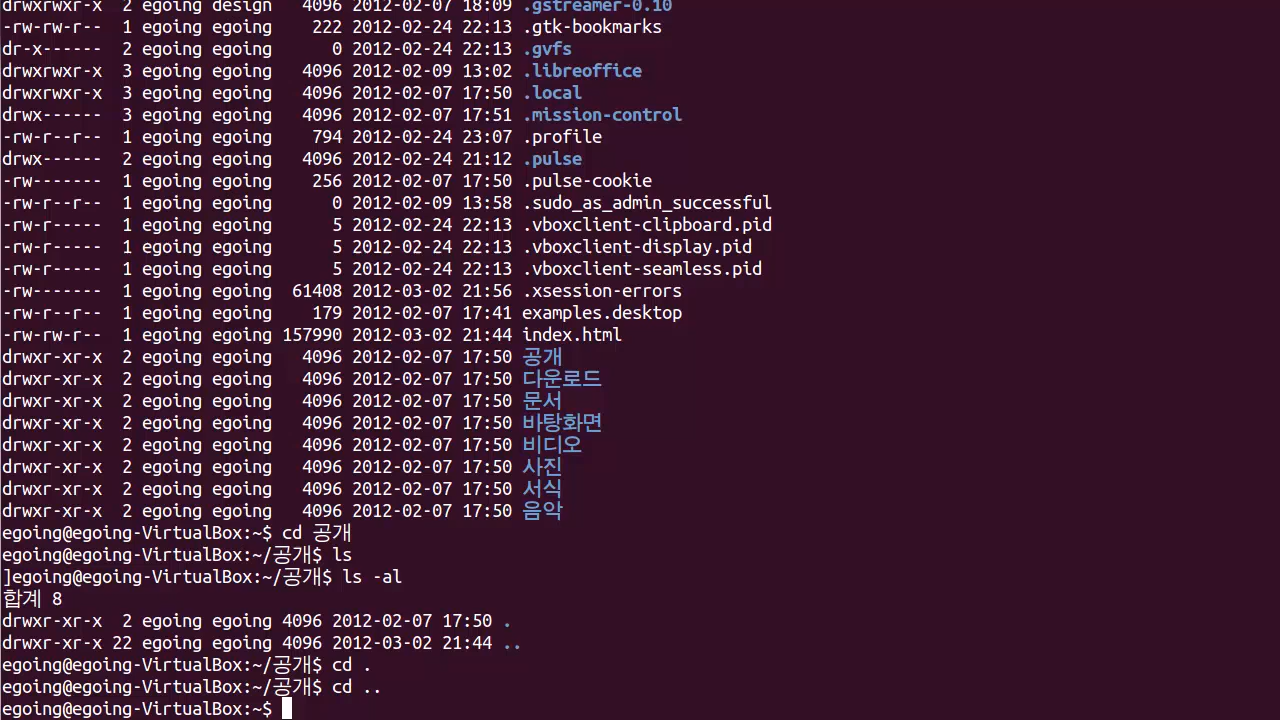 drwxrwxr-x  2 egoing design   4096 2012-02-07 18:09 .gstreamer-0.10
-rw-rw-r--  1 egoing egoing    222 2012-02-24 22:13 .gtk-bookmarks
dr-x------  2 egoing egoing      0 2012-02-24 22:13 .gvfs
drwxrwxr-x  3 egoing egoing   4096 2012-02-09 13:02 .libreoffice
drwxrwxr-x  3 egoing egoing   4096 2012-02-07 17:50 .local
drwx------  3 egoing egoing   4096 2012-02-07 17:51 .mission-control
-rw-r--r--  1 egoing egoing    794 2012-02-24 23:07 .profile
drwx------  2 egoing egoing   4096 2012-02-24 21:12 .pulse
-rw-------  1 egoing egoing    256 2012-02-07 17:50 .pulse-cookie
-rw-r--r--  1 egoing egoing      0 2012-02-09 13:58 .sudo_as_admin_successful
-rw-r-----  1 egoing egoing      5 2012-02-24 22:13 .vboxclient-clipboard.pid
-rw-r-----  1 egoing egoing      5 2012-02-24 22:13 .vboxclient-display.pid
-rw-r-----  1 egoing egoing      5 2012-02-24 22:13 .vboxclient-seamless.pid
-rw-------  1 egoing egoing  61408 2012-03-02 21:56 .xsession-errors
-rw-r--r--  1 egoing egoing    179 2012-02-07 17:41 examples.desktop
-rw-rw-r--  1 egoing egoing 157990 2012-03-02 21:44 index.html
drwxr-xr-x  2 egoing egoing   4096 2012-02-07 17:50 공개
drwxr-xr-x  2 egoing egoing   4096 2012-02-07 17:50 다운로드
drwxr-xr-x  2 egoing egoing   4096 2012-02-07 17:50 문서
drwxr-xr-x  2 egoing egoing   4096 2012-02-07 17:50 바탕화면
drwxr-xr-x  2 egoing egoing   4096 2012-02-07 17:50 비디오
drwxr-xr-x  2 egoing egoing   4096 2012-02-07 17:50 사진
drwxr-xr-x  2 egoing egoing   4096 2012-02-07 17:50 서식
drwxr-xr-x  2 egoing egoing   4096 2012-02-07 17:50 음악
egoing@egoing-VirtualBox:~$ cd 공개
egoing@egoing-VirtualBox:~/공개$ ls
]egoing@egoing-VirtualBox:~/공개$ ls -al
합계 8
drwxr-xr-x  2 egoing egoing 4096 2012-02-07 17:50 .
drwxr-xr-x 22 egoing egoing 4096 2012-03-02 21:44 ..
egoing@egoing-VirtualBox:~/공개$ cd .
egoing@egoing-VirtualBox:~/공개$ cd ..
egoing@egoing-VirtualBox:~$